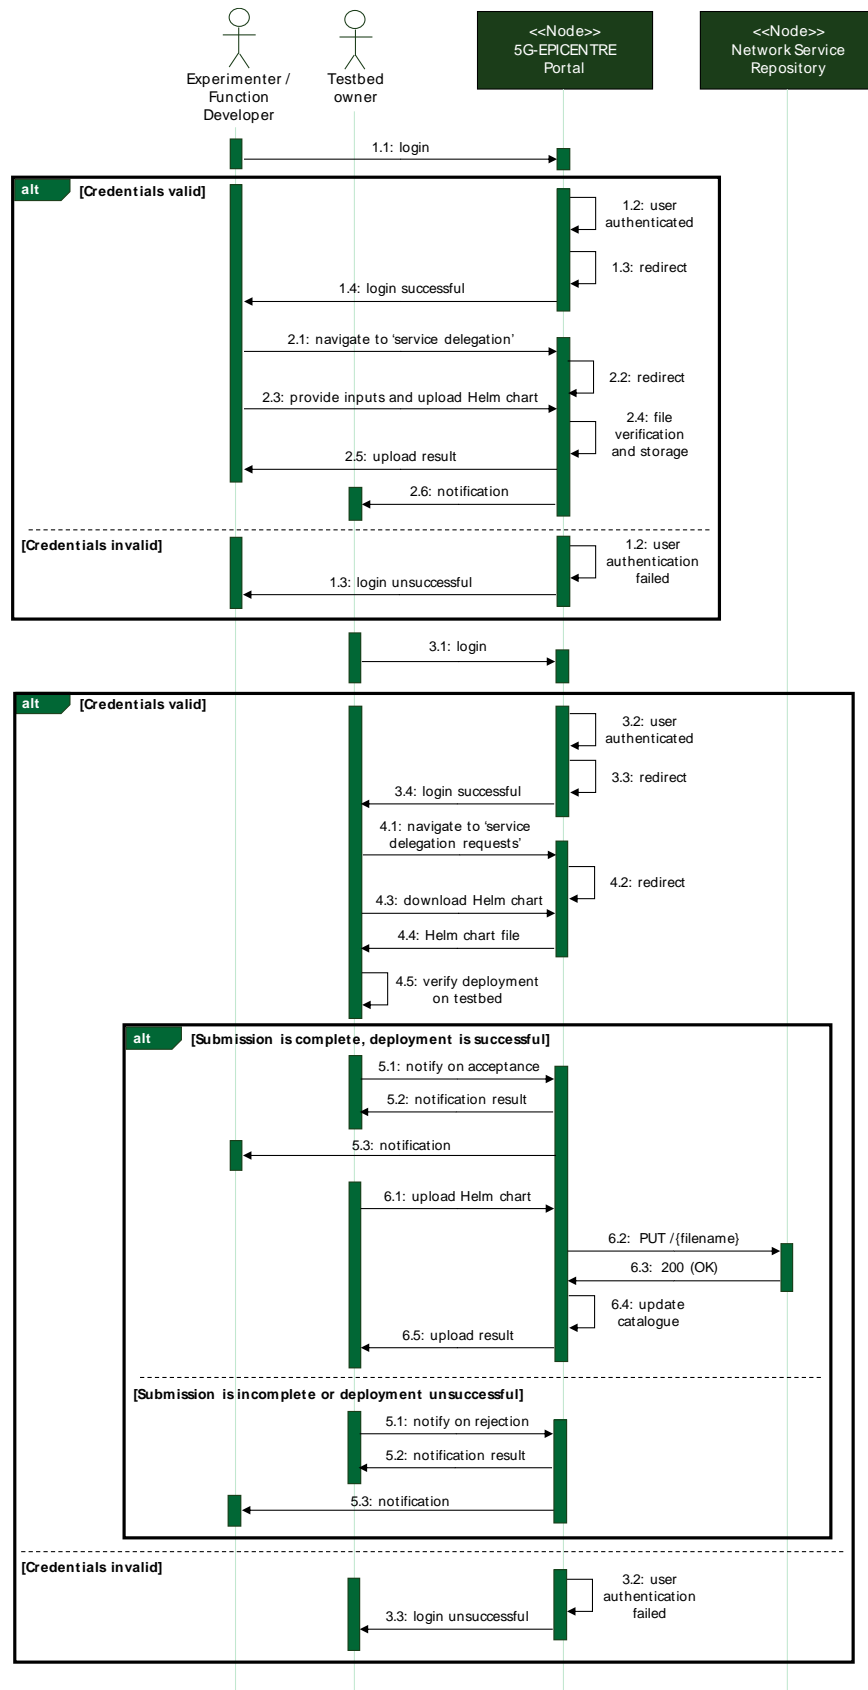 Experimenter /
Function
Developer
Testbed
owner
<<Node>>
5G-EPICENTRE
Portal
<<Node>>
Network Service
Repository
1.1: login
alt
[Credentials valid]
1.2: user
authenticated
1.3: redirect
1.4: login successful
2.1: navigate to ‘service delegation’
2.2: redirect
2.3: provide inputs and upload Helm chart
2.4: file
verification
and storage
2.5: upload result
2.6: notification
[Credentials invalid]
1.2: user
authentication
failed
1.3: login unsuccessful
3.1: login
alt
[Credentials valid]
3.2: user
authenticated
3.3: redirect
3.4: login successful
4.1: navigate to ‘service
delegation requests’
4.2: redirect
4.3: download Helm chart
4.4: Helm chart file
4.5: verify deployment
on testbed
alt
[Submission is complete, deployment is successful]
5.1: notify on acceptance
5.2: notification result
5.3: notification
6.1: upload Helm chart
6.2: PUT /{filename}
6.3: 200 (OK)
6.4: update
catalogue
6.5: upload result
[Submission is incomplete or deployment unsuccessful]
5.1: notify on rejection
5.2: notification result
5.3: notification
[Credentials invalid]
3.2: user
authentication
failed
3.3: login unsuccessful